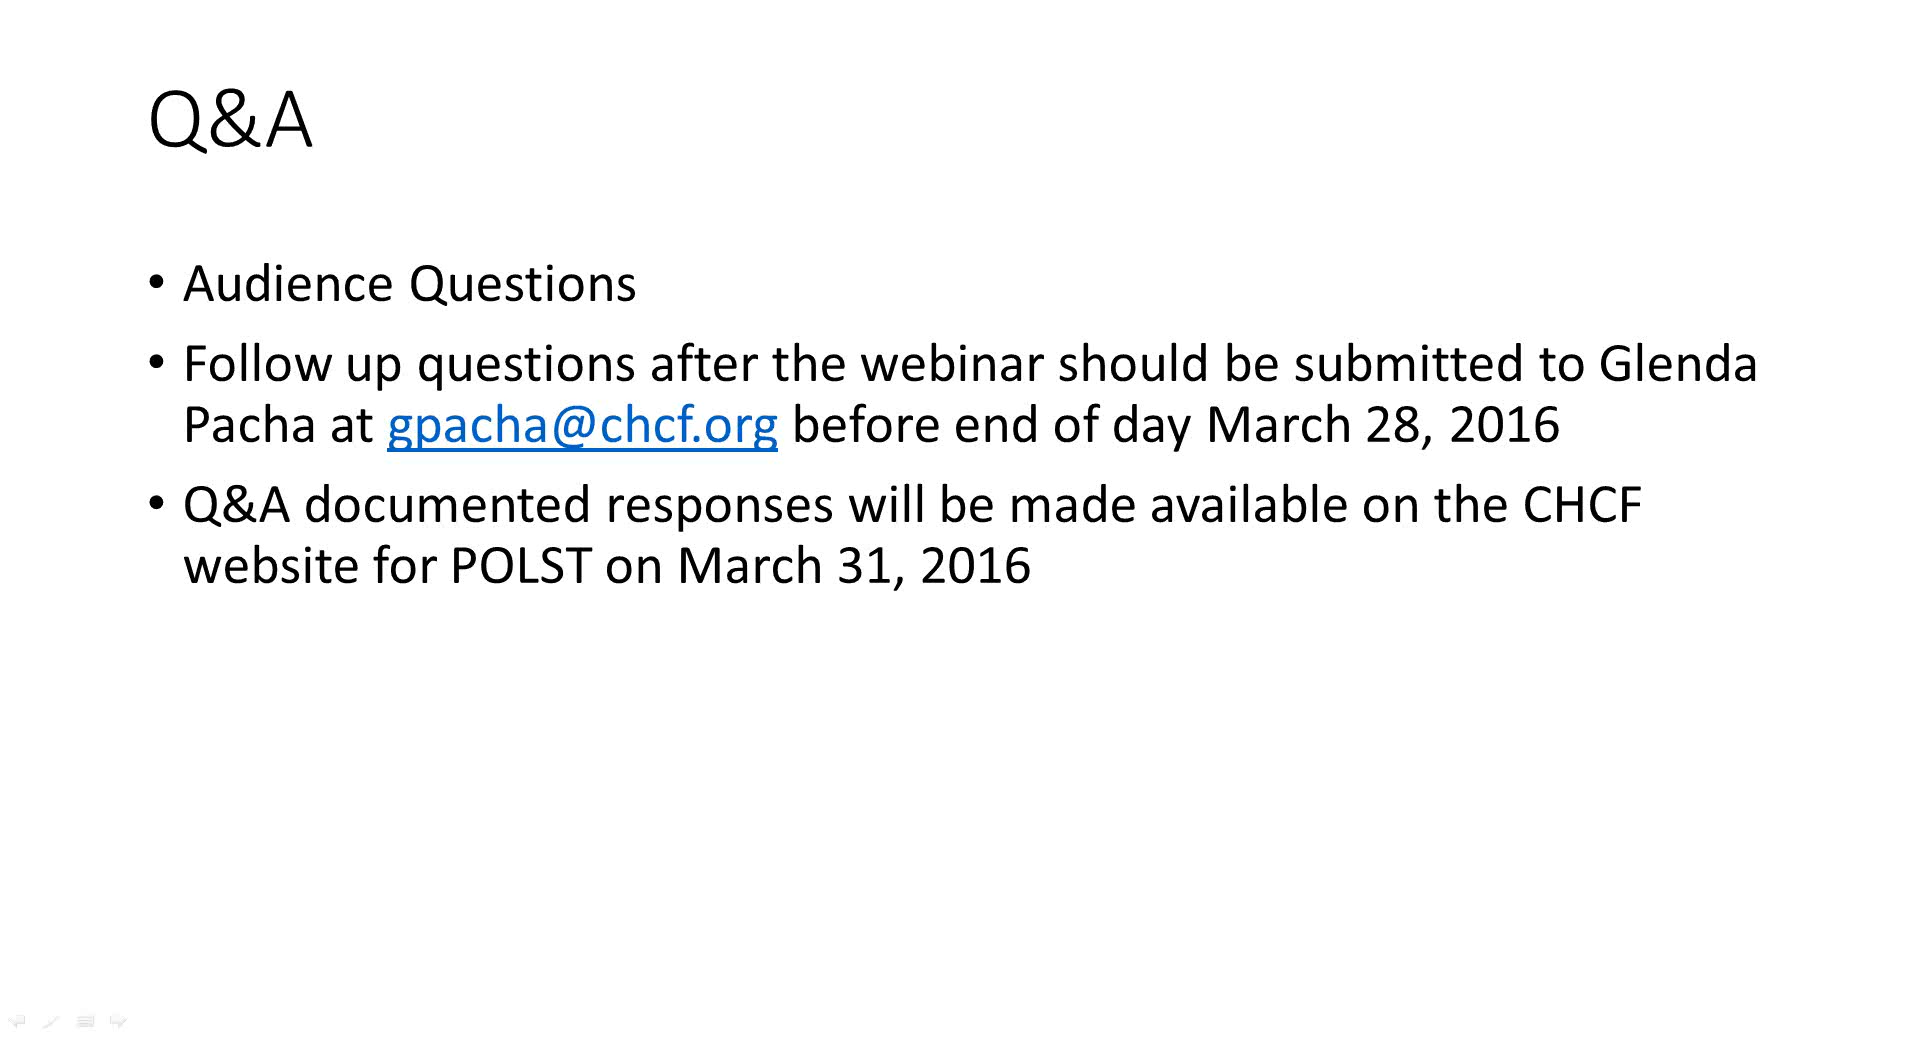 Q&A
• Audience Questions
• Follow up questions after the webinar should be submitted to Glenda
Pacha at gpacha@chcf.org before end of day March 28, 2016
• Q&A documented responses will be made available on the CHCF
website for POLST on March 31, 2016